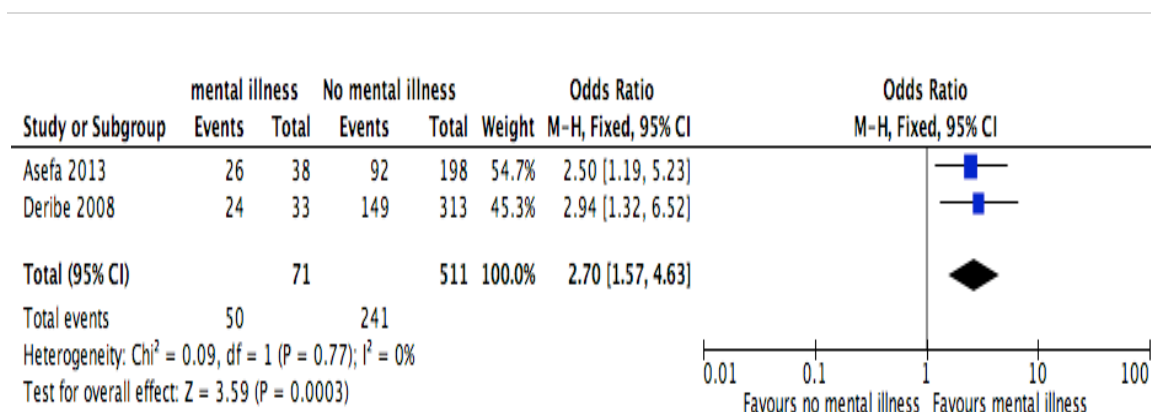 mental illness No mental illness Odds Ratio Odds Ratio
Study or Subgroup Events Total Events Total Weight M-H, Fixed, 95% CI M-H, Fixed, 95% CI
Asefa 2013 26 38 92 198 54.7% 2.50 [1.19, 5.23]
Deribe 2008 24 33 149 313 45.3% 2.94 [1.32, 6.52]
Total (95% CI) 71 511 100.0% 2.70 [1.57, 4.63]
Total events 50 241
Heterogeneity: Chi² = 0.09, df = 1 (P = 0.77); I² = 0%
Test for overall effect: Z = 3.59 (P = 0.0003)
0.01 0.1 1 10 100
Favours no mental illness Favours mental illness